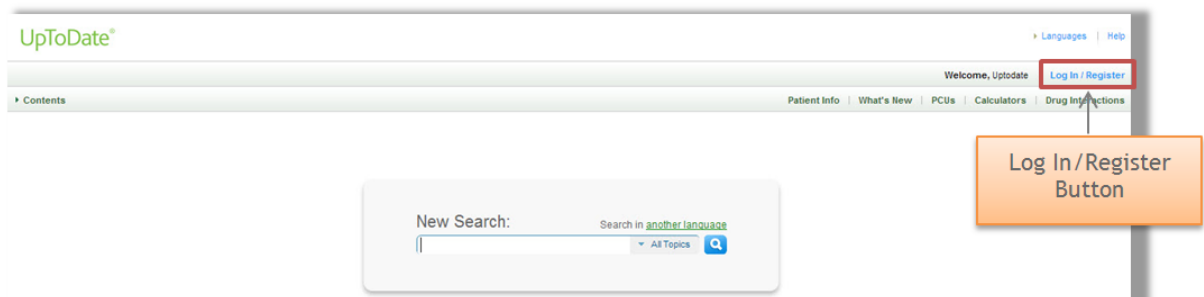 UpToDate®
Languages | Help
Welcome, Uptodate Log In / Register
Contents Patient Info | What's New | PCUs | Calculators | Drug Interactions
Log In/Register
Button
New Search: Search in another language
All Topics